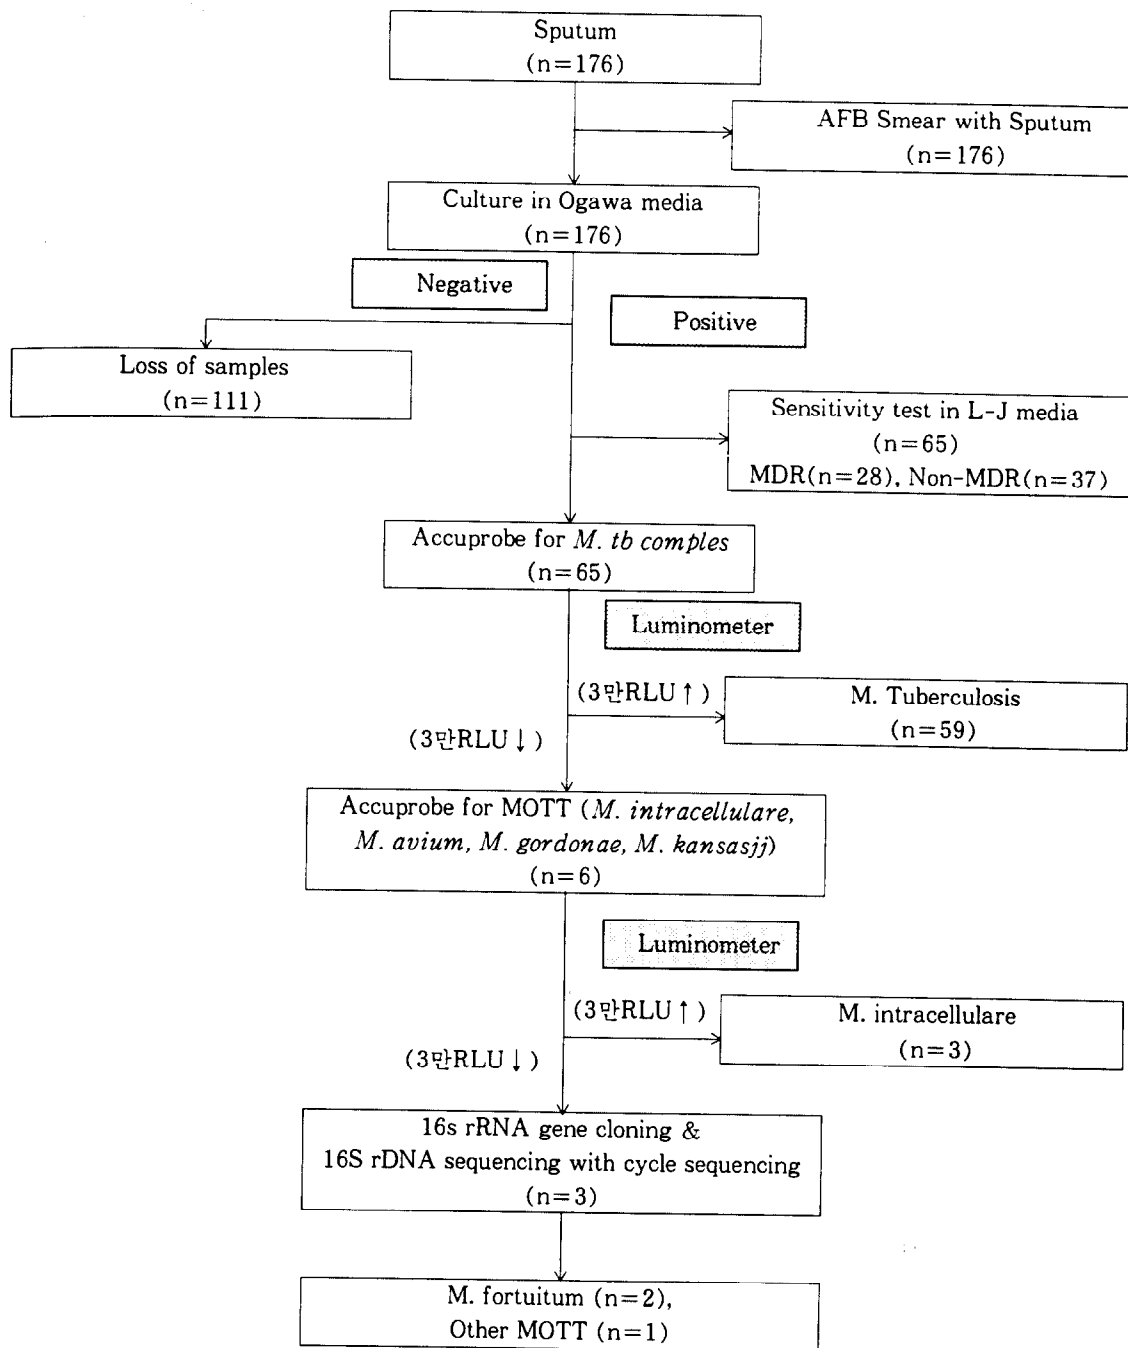 Sputum
(n=176)
AFB Smear with Sputum
(n=176)
Culture in Ogawa media
(n=176)
Negative
Positive
Loss of samples
(n=111)
Sensitivity test in L-J media
(n=65)
MDR(n=28), Non-MDR(n=37)
Accuprobe for M. tb comples
(n=65)
Luminometer
(3만RLU↑)
M. Tuberculosis
(n=59)
(3만RLU↓)
Accuprobe for MOTT (M. intracellulare,
M. avium, M. gordonae, M. kansasjj)
(n=6)
Luminometer
(3만RLU↑)
M. intracellulare
(n=3)
(3만RLU↓)
16s rRNA gene cloning &
16S rDNA sequencing with cycle sequencing
(n=3)
M. fortuitum (n=2),
Other MOTT (n=1)